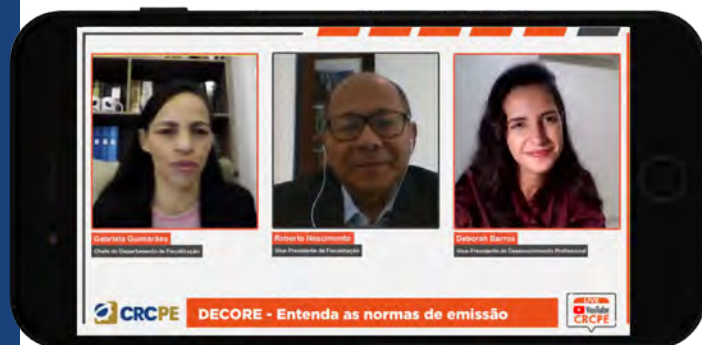 Gabriela Guimarães
Chefe do Departamento de Fiscalização
Roberto Nascimento
Vice-Presidente de Fiscalização
Deborah Barros
Vice-Presidente de Desenvolvimento Profissional
CRCPE
DECORE - Entenda as normas de emissão
LIVE
YouTube
CRCPE